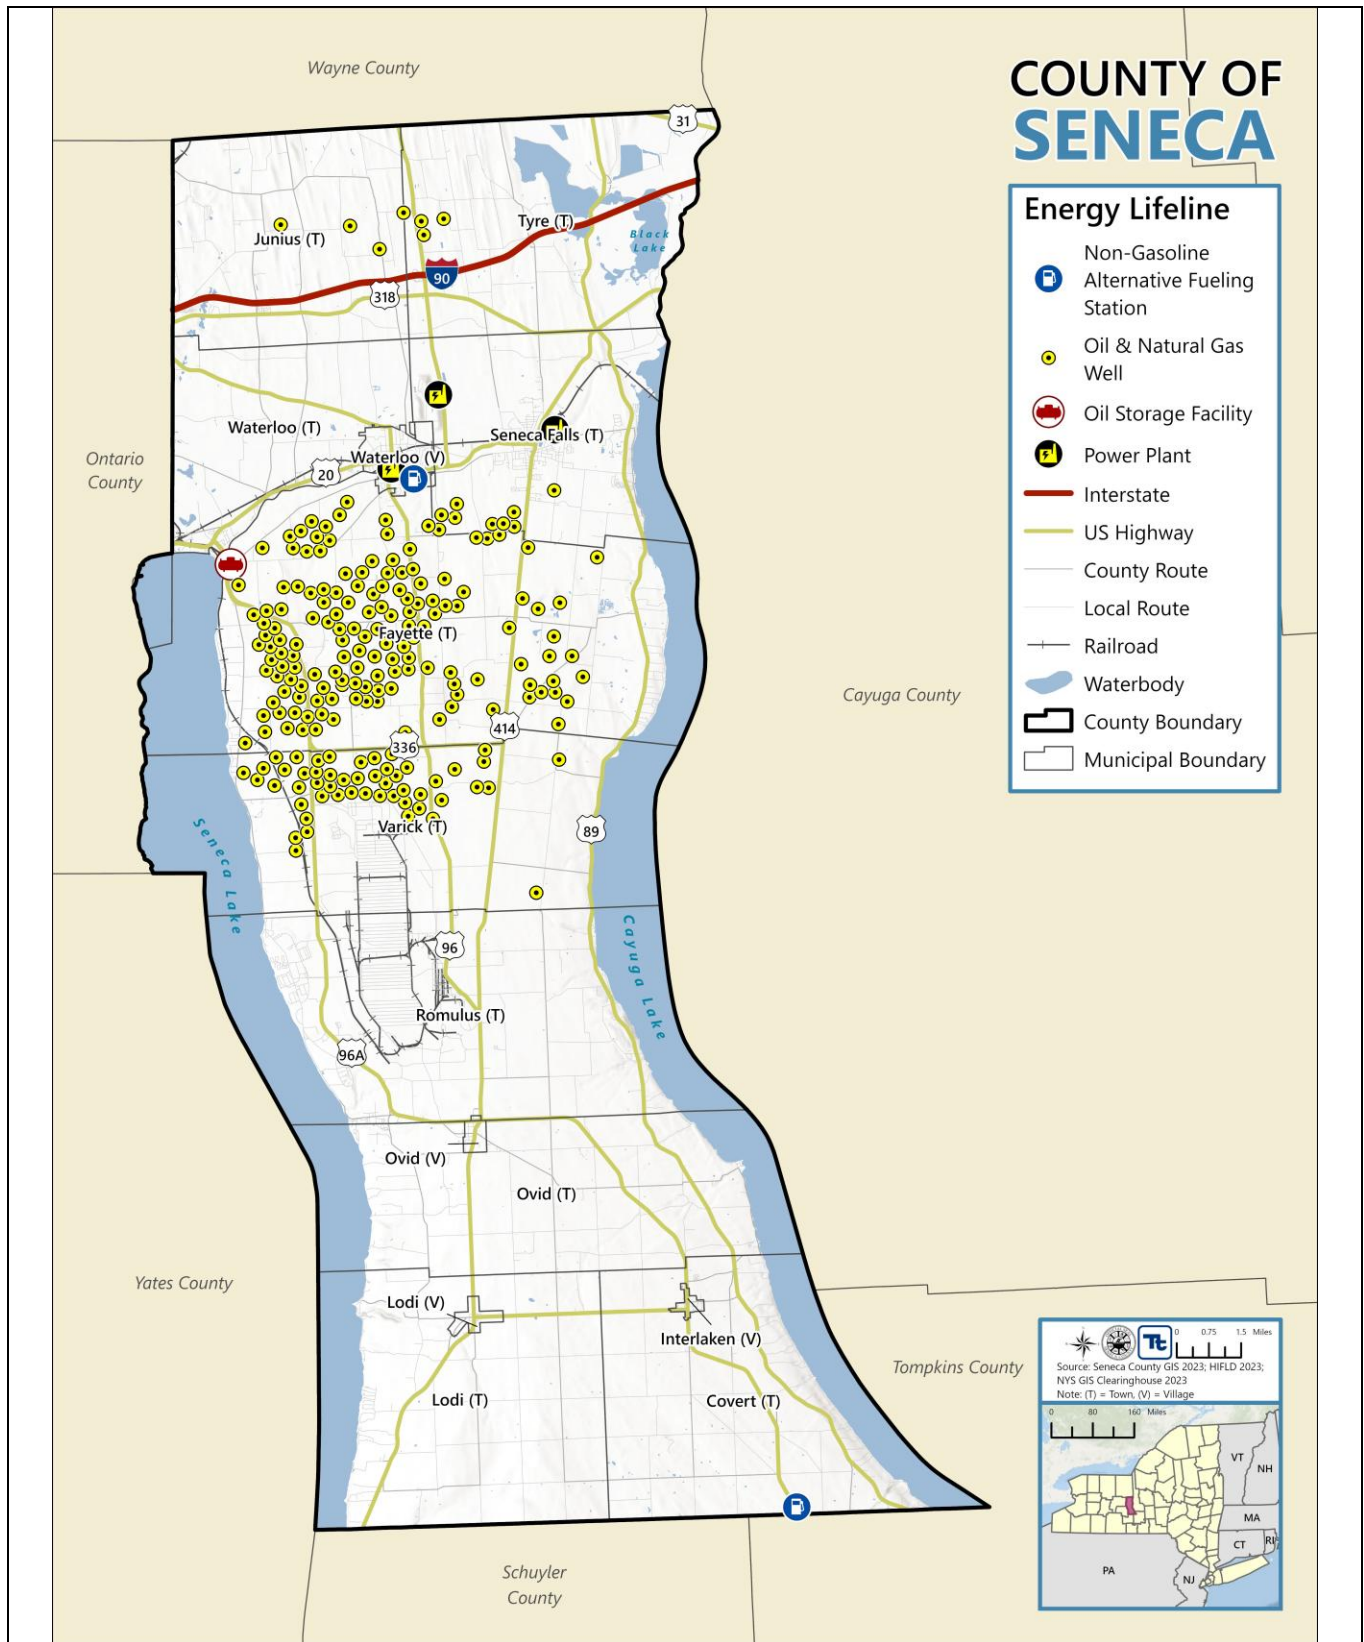 COUNTY OF
SENECA
Energy Lifeline
Non-Gasoline
Alternative Fueling
Station
Oil & Natural Gas
Well
Oil Storage Facility
Power Plant
Interstate
US Highway
County Route
Local Route
Railroad
Waterbody
County Boundary
Municipal Boundary
Wayne County
31
Tyre (T)
Junius (T)
Black
Lake
90
318
Waterloo (T)
Seneca Falls (T)
Waterloo (V)
Ontario
County
20
Fayette (T)
Cayuga County
414
336
Varick (T)
89
Seneca Lake
Cayuga Lake
96
Romulus (T)
96A
Ovid (V)
Ovid (T)
Yates County
Lodi (V)
Interlaken (V)
Tompkins County
Lodi (T)
Covert (T)
Schuyler
County
Tt
0 0.75 1.5 Miles
Source: Seneca County GIS 2023; HIFLD 2023;
NYS GIS Clearinghouse 2023
Note: (T) = Town, (V) = Village
0 80 160 Miles
VT
NH
MA
CT
RI
PA
NJ